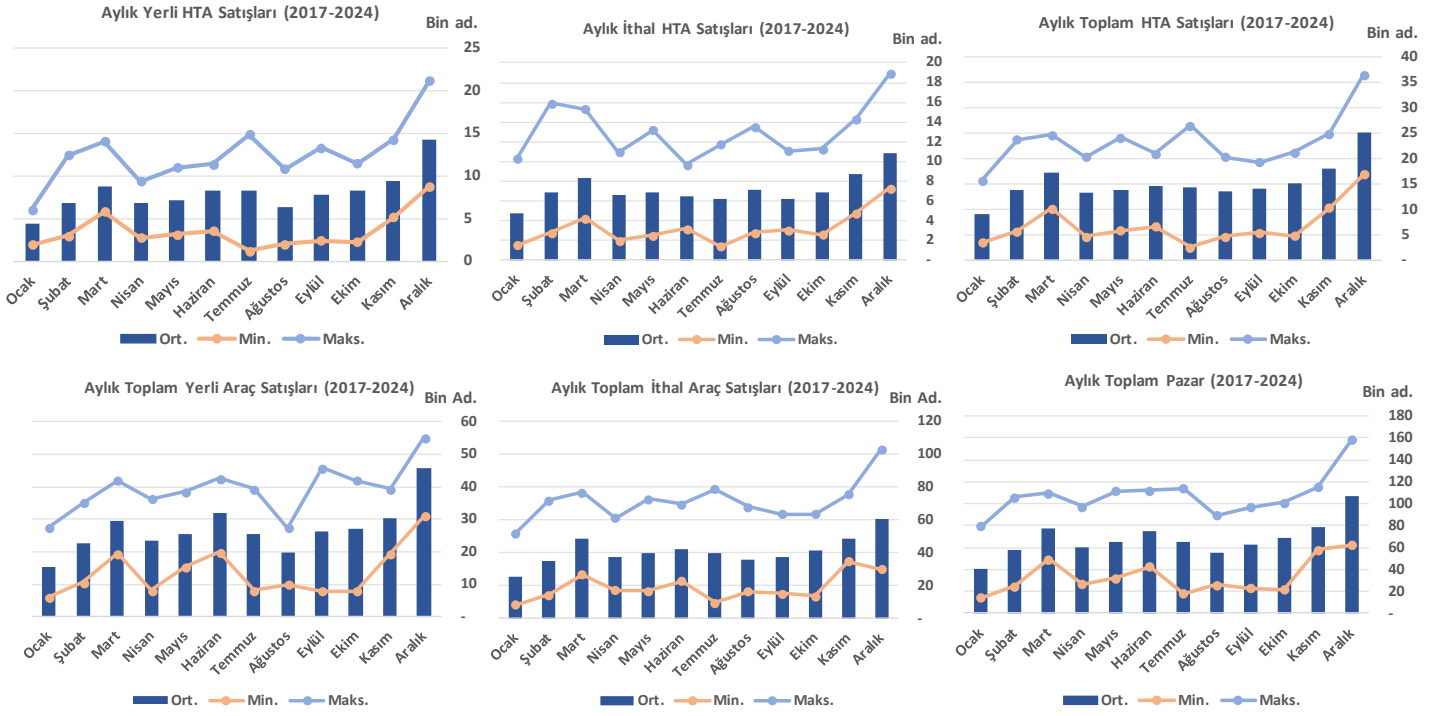 Aylık Yerli HTA Satışları (2017-2024)
Bin ad.
25
20
15
10
5
0
Ocak
Şubat
Mart
Nisan
Mayıs
Haziran
Temmuz
Ağustos
Eylül
Ekim
Kasım
Aralık
Ort. Min. Maks.
Aylık İthal HTA Satışları (2017-2024)
Bin ad.
20
18
16
14
12
10
8
6
4
2
-
Ocak
Şubat
Mart
Nisan
Mayıs
Haziran
Temmuz
Ağustos
Eylül
Ekim
Kasım
Aralık
Ort. Min. Maks.
Aylık Toplam HTA Satışları (2017-2024)
Bin ad.
40
35
30
25
20
15
10
5
-
Ocak
Şubat
Mart
Nisan
Mayıs
Haziran
Temmuz
Ağustos
Eylül
Ekim
Kasım
Aralık
Ort. Min. Maks.
Aylık Toplam Yerli Araç Satışları (2017-2024)
Bin Ad.
60
50
40
30
20
10
-
Ocak
Şubat
Mart
Nisan
Mayıs
Haziran
Temmuz
Ağustos
Eylül
Ekim
Kasım
Aralık
Ort. Min. Maks.
Aylık Toplam İthal Araç Satışları (2017-2024)
Bin Ad.
120
100
80
60
40
20
-
Ocak
Şubat
Mart
Nisan
Mayıs
Haziran
Temmuz
Ağustos
Eylül
Ekim
Kasım
Aralık
Ort. Min. Maks.
Aylık Toplam Pazar (2017-2024)
Bin ad.
180
160
140
120
100
80
60
40
20
-
Ocak
Şubat
Mart
Nisan
Mayıs
Haziran
Temmuz
Ağustos
Eylül
Ekim
Kasım
Aralık
Ort. Min. Maks.